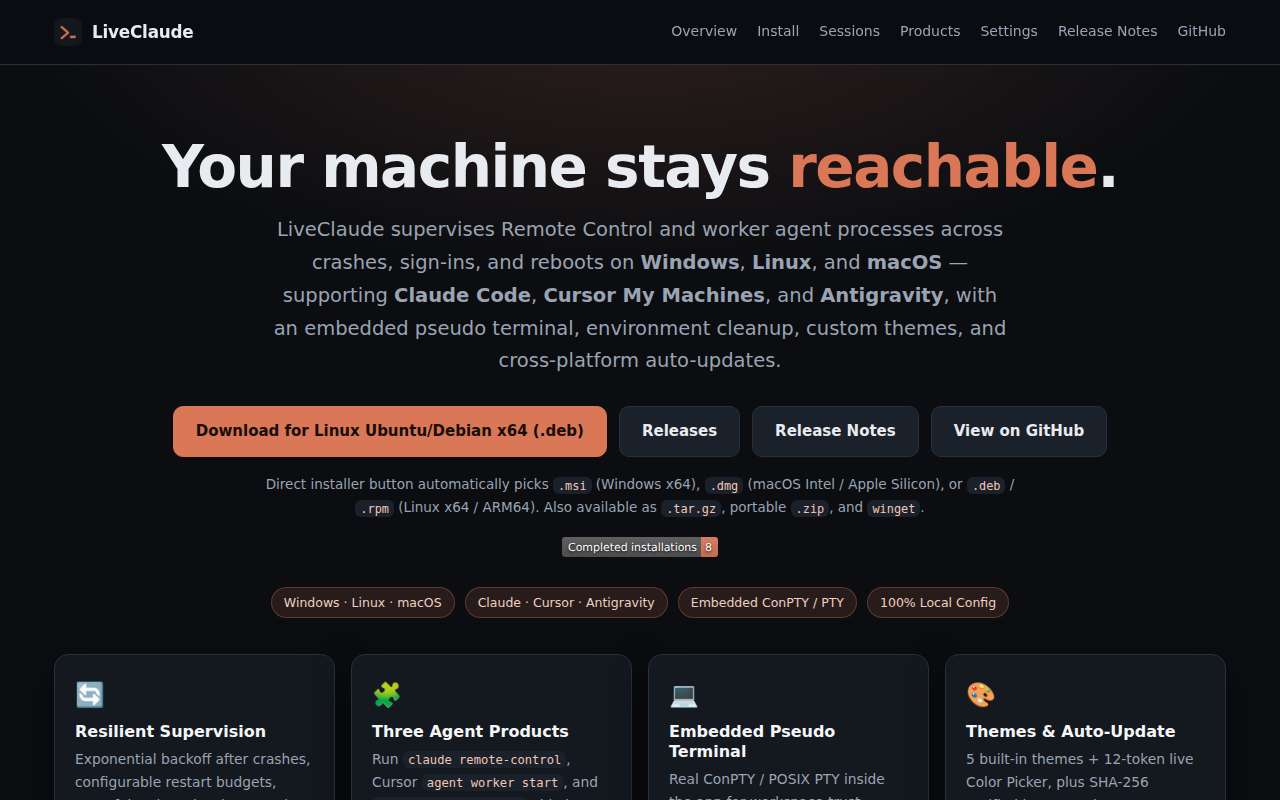 LiveClaude
Overview Install Sessions Products Settings Release Notes GitHub
Your machine stays reachable.
LiveClaude supervises Remote Control and worker agent processes across
crashes, sign-ins, and reboots on Windows, Linux, and macOS —
supporting Claude Code, Cursor My Machines, and Antigravity, with
an embedded pseudo terminal, environment cleanup, custom themes, and
cross-platform auto-updates.
Download for Linux Ubuntu/Debian x64 (.deb) Releases Release Notes View on GitHub
Direct installer button automatically picks .msi (Windows x64), .dmg (macOS Intel / Apple Silicon), or .deb /
.rpm (Linux x64 / ARM64). Also available as .tar.gz, portable .zip, and winget.
Completed installations 8
Windows · Linux · macOS Claude · Cursor · Antigravity Embedded ConPTY / PTY 100% Local Config
Resilient Supervision
Exponential backoff after crashes,
configurable restart budgets,
Three Agent Products
Run claude remote-control,
Cursor agent worker start, and
Embedded Pseudo
Terminal
Real ConPTY / POSIX PTY inside
Themes & Auto-Update
5 built-in themes + 12-token live
Color Picker, plus SHA-256